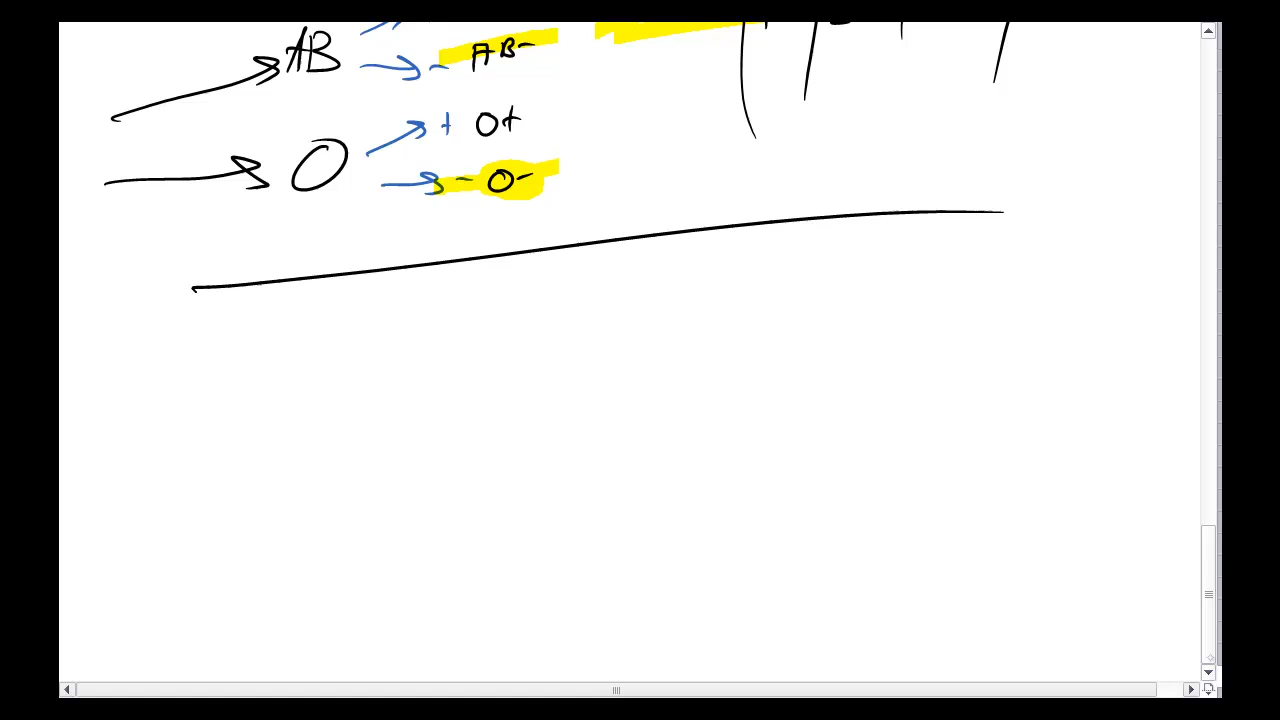 AB
- AB-
+ O+
O
- O-